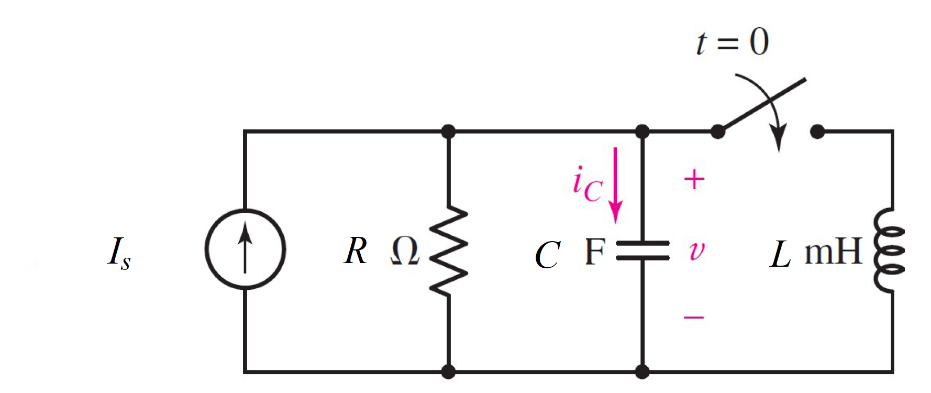 t = 0
i_C
+
I_s
R Ω
C F
v
L mH
−